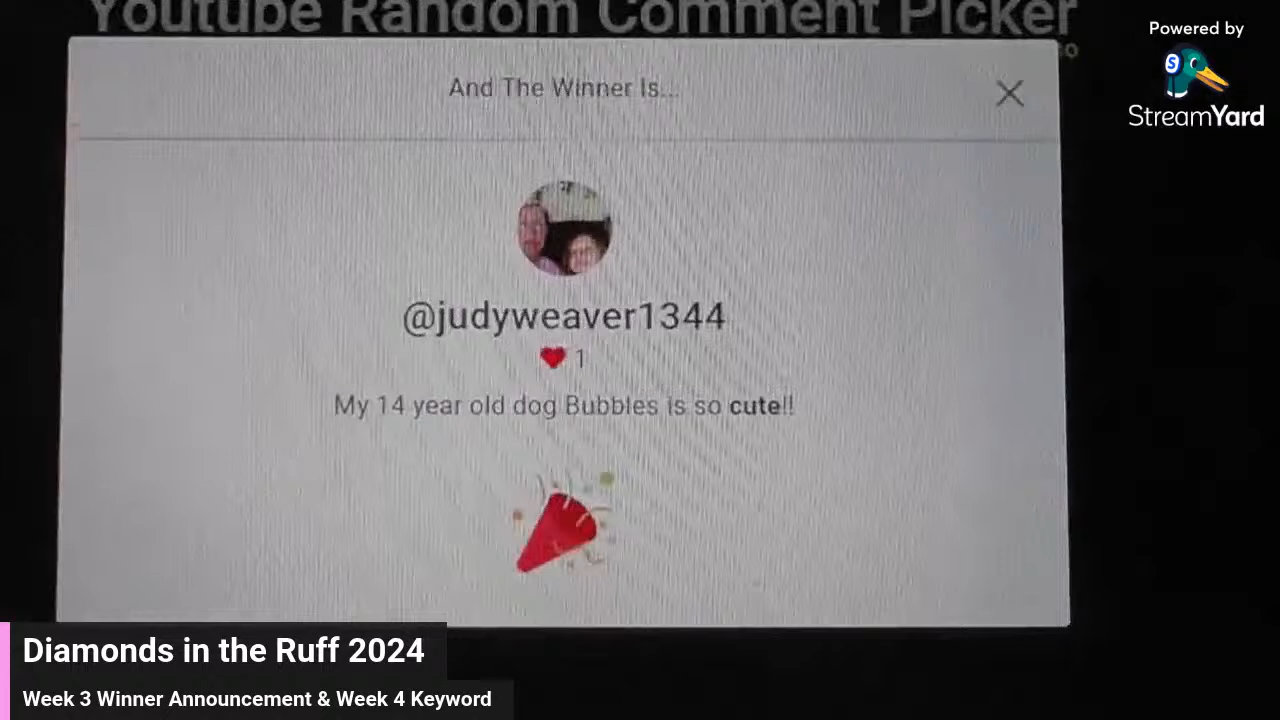 Youtube Random Comment Picker
Powered by
StreamYard
And The Winner Is...
@judyweaver1344
1
My 14 year old dog Bubbles is so cute!!
Diamonds in the Ruff 2024
Week 3 Winner Announcement & Week 4 Keyword